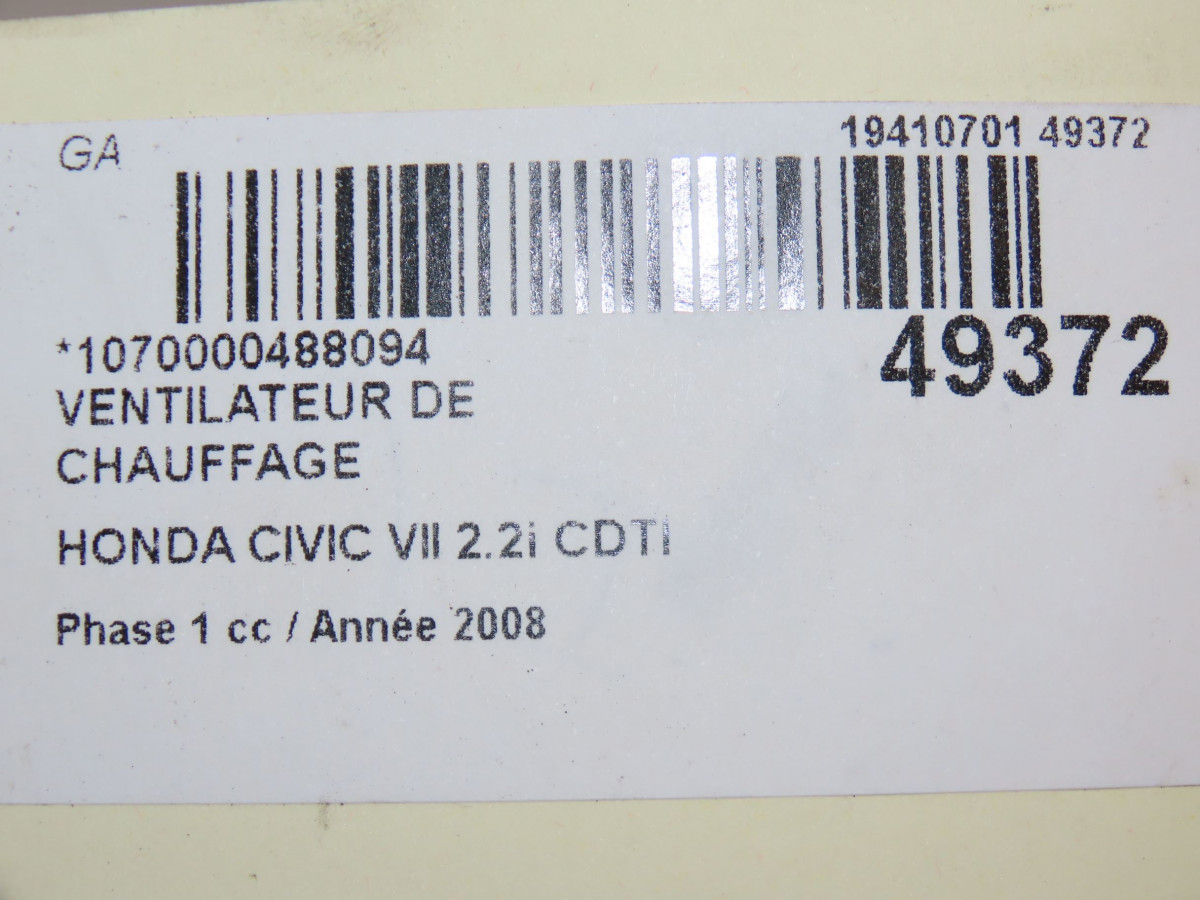 GA
19410701 49372
*1070000488094
49372
VENTILATEUR DE
CHAUFFAGE
HONDA CIVIC VII 2.2i CDTI
Phase 1 cc / Année 2008